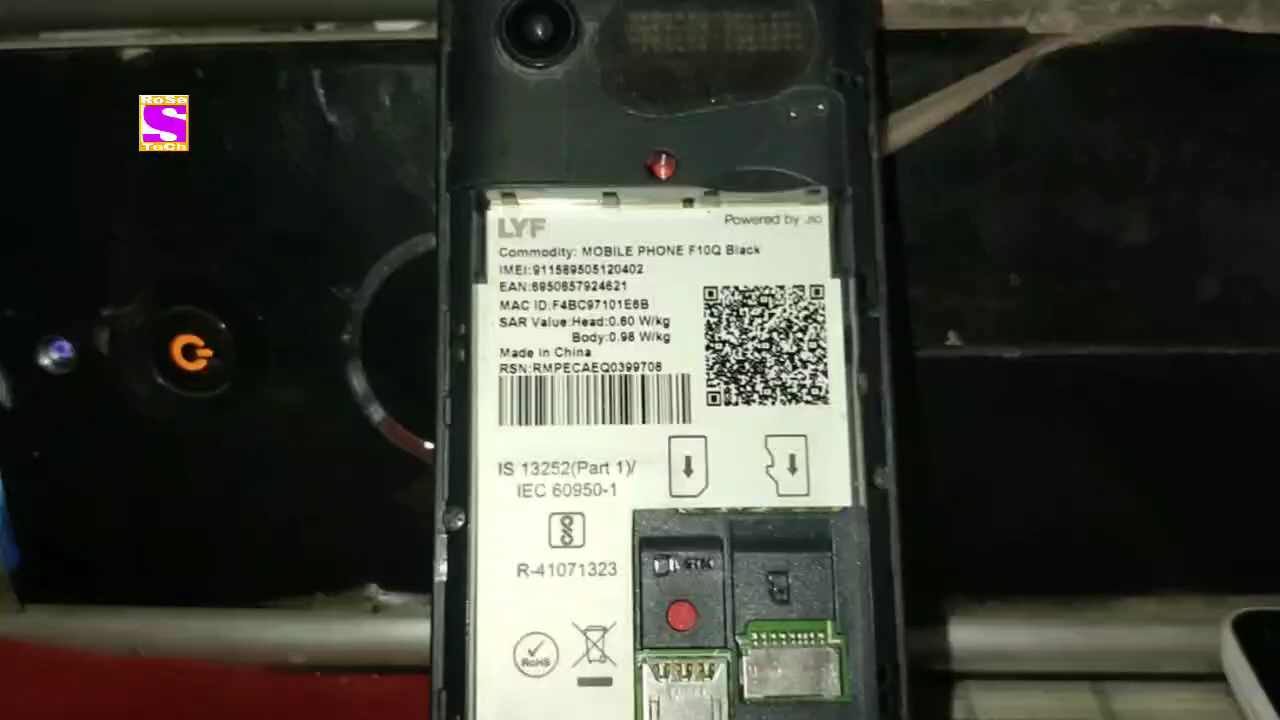 RoSe
S
TeCh
LYF
Powered by Jio
Commodity: MOBILE PHONE F10Q Black
IMEI:911589505120402
EAN:6950657924621
MAC ID:F4BC97101E6B
SAR Value:Head:0.60 W/kg
Body:0.98 W/kg
Made in China
RSN:RMPECAEQ0399708
IS 13252(Part 1)/
IEC 60950-1
R-41071323
RoHS